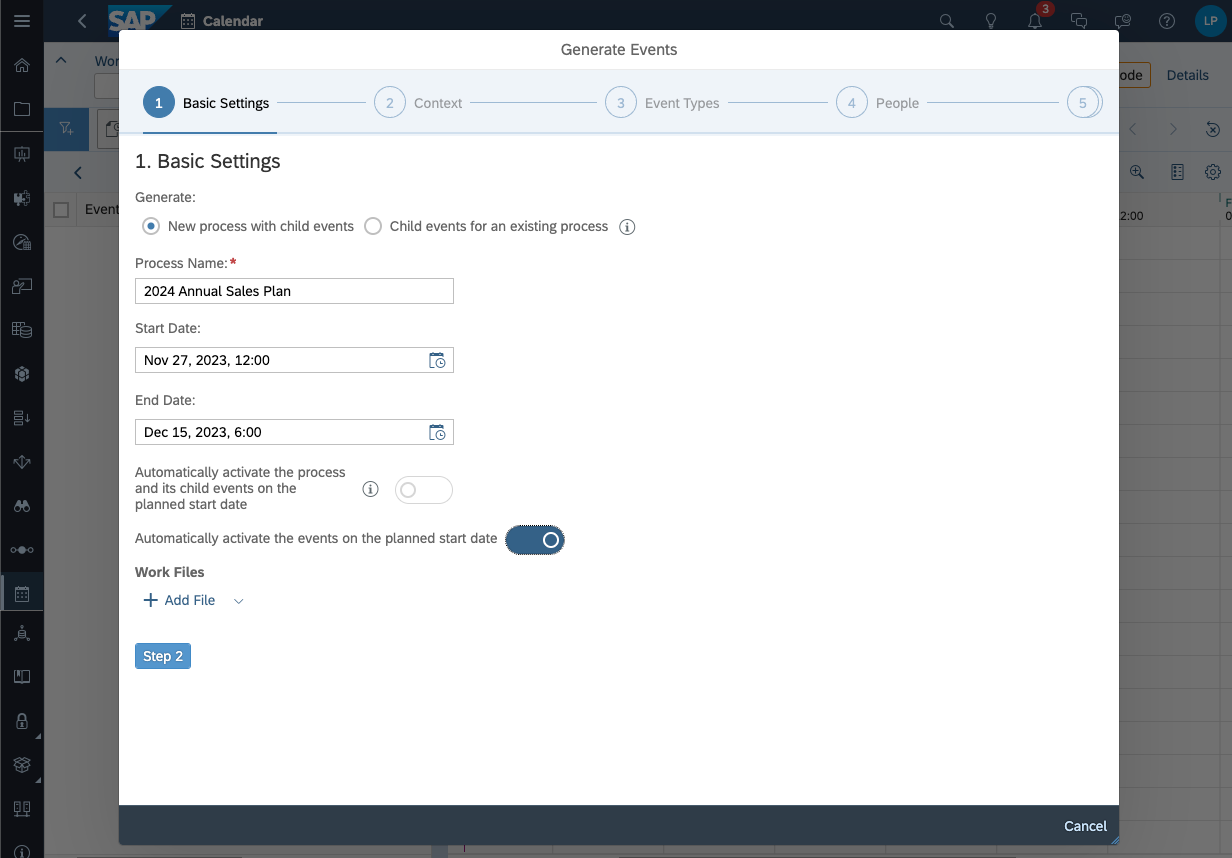 SAP
Calendar
3
LP
Generate Events
Wor
ode
Details
1
Basic Settings
2
Context
3
Event Types
4
People
5
1. Basic Settings
Generate:
New process with child events
Child events for an existing process
Event
2:00
F
0
Process Name:*
2024 Annual Sales Plan
Start Date:
Nov 27, 2023, 12:00
End Date:
Dec 15, 2023, 6:00
Automatically activate the process
and its child events on the
planned start date
Automatically activate the events on the planned start date
Work Files
Add File
Step 2
Cancel